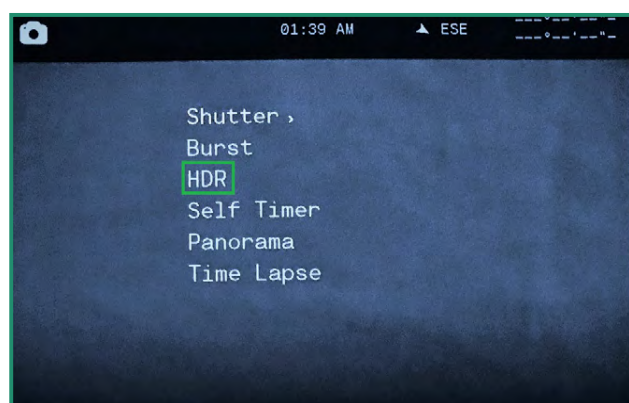 01:39 AM ESE ---°--'--"-
---°--'--"-
Shutter ›
Burst
HDR
Self Timer
Panorama
Time Lapse